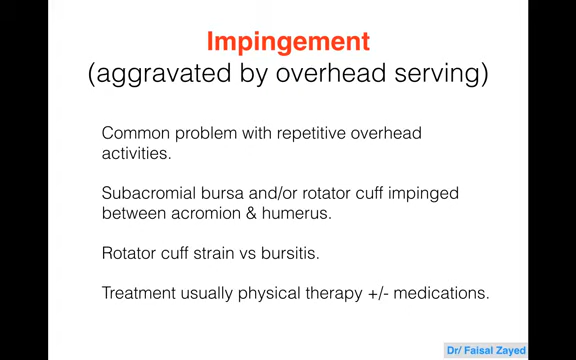 Impingement
(aggravated by overhead serving)
Common problem with repetitive overhead
activities.
Subacromial bursa and/or rotator cuff impinged
between acromion & humerus.
Rotator cuff strain vs bursitis.
Treatment usually physical therapy +/- medications.
Dr/ Faisal Zayed